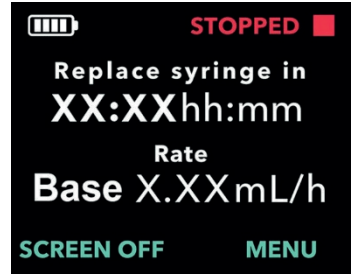 STOPPED
Replace syringe in
XX:XXhh:mm
Rate
Base X.XXmL/h
SCREEN OFF MENU